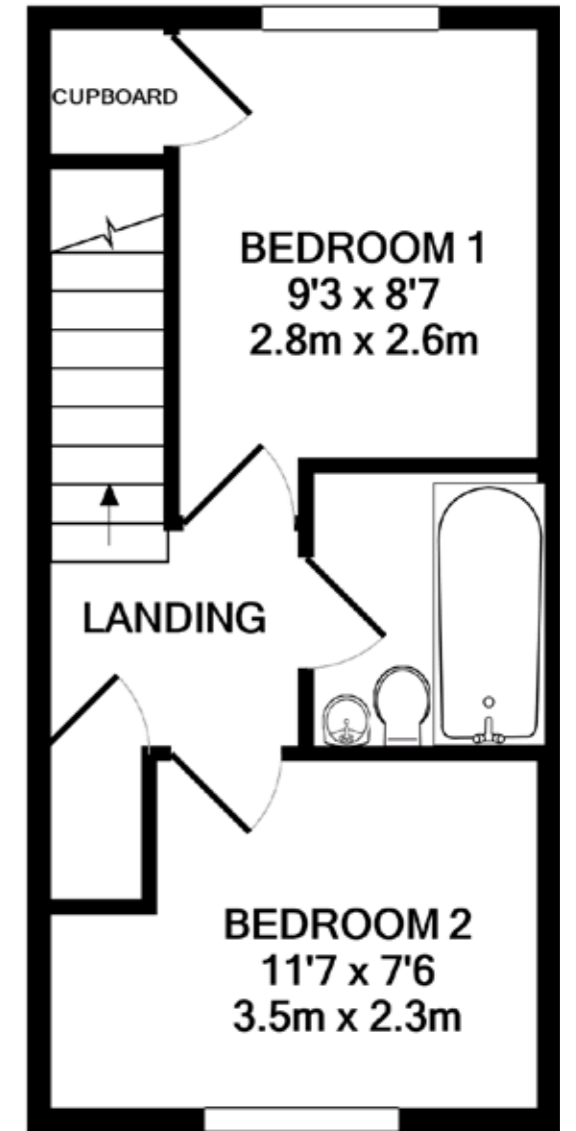 CUPBOARD
BEDROOM 1
9'3 x 8'7
2.8m x 2.6m
LANDING
BEDROOM 2
11'7 x 7'6
3.5m x 2.3m